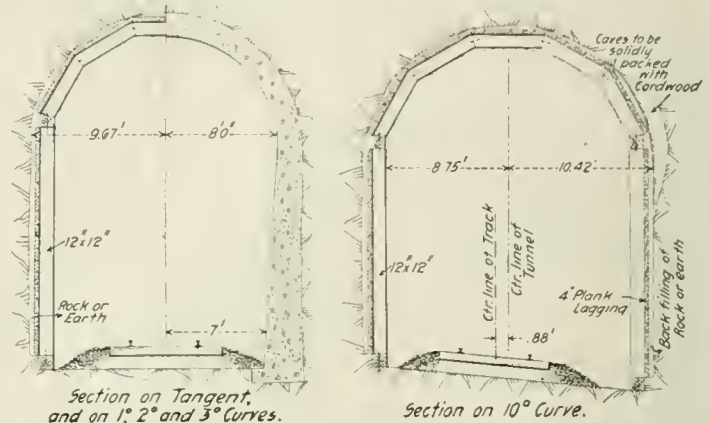 Caves to be
solidly
packed
with
Cordwood
9.67'
8'0"
8.75'
10.42'
12"x12"
12"x12"
Rock or
Earth
7'
Ctr. line of Track
Ctr. line of
Tunnel
.88'
4" Plank
Lagging
Back filling of
Rock or earth
Section on Tangent,
and on 1°, 2° and 3° Curves.
Section on 10° Curve.